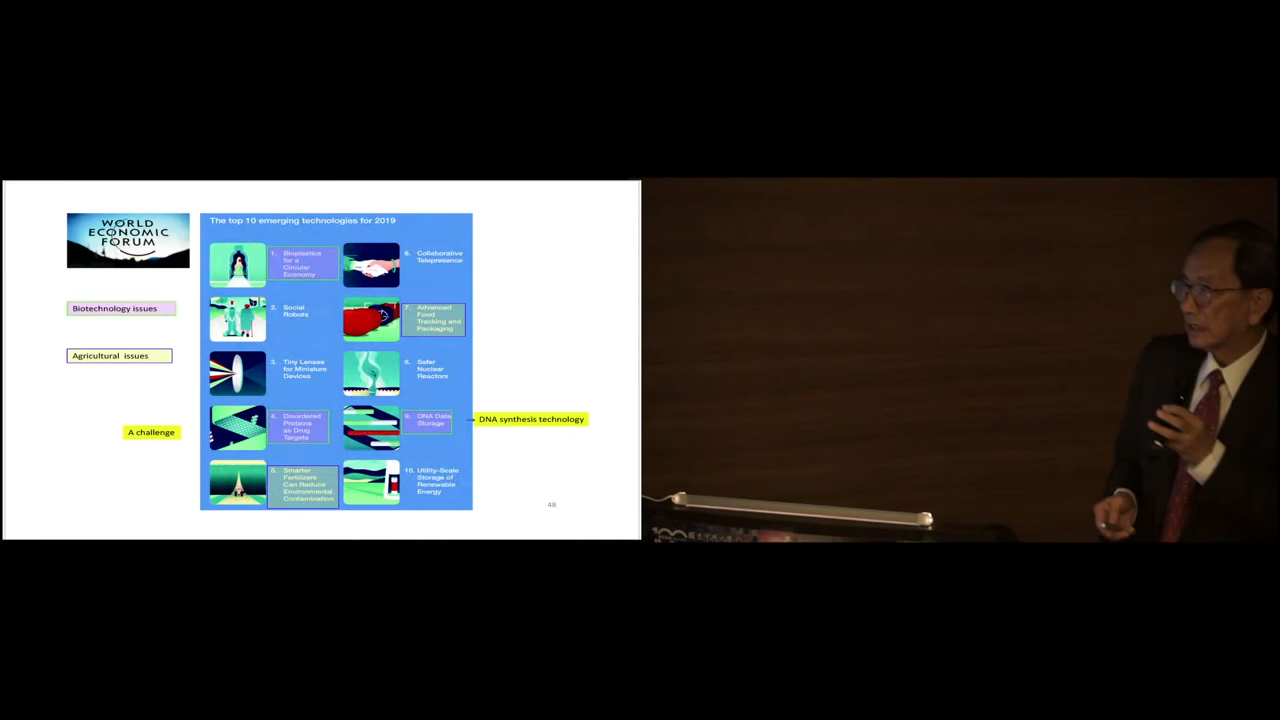 WORLD
ECONOMIC
FORUM
Biotechnology issues
Agricultural issues
A challenge
The top 10 emerging technologies for 2019
1. Bioplastics
for a
Circular
Economy
2. Social
Robots
3. Tiny Lenses
for Miniature
Devices
4. Disordered
Proteins
as Drug
Targets
5. Smarter
Fertilizers
Can Reduce
Environmental
Contamination
6. Collaborative
Telepresence
7. Advanced
Food
Tracking and
Packaging
8. Safer
Nuclear
Reactors
9. DNA Data
Storage
10. Utility-Scale
Storage of
Renewable
Energy
DNA synthesis technology
48